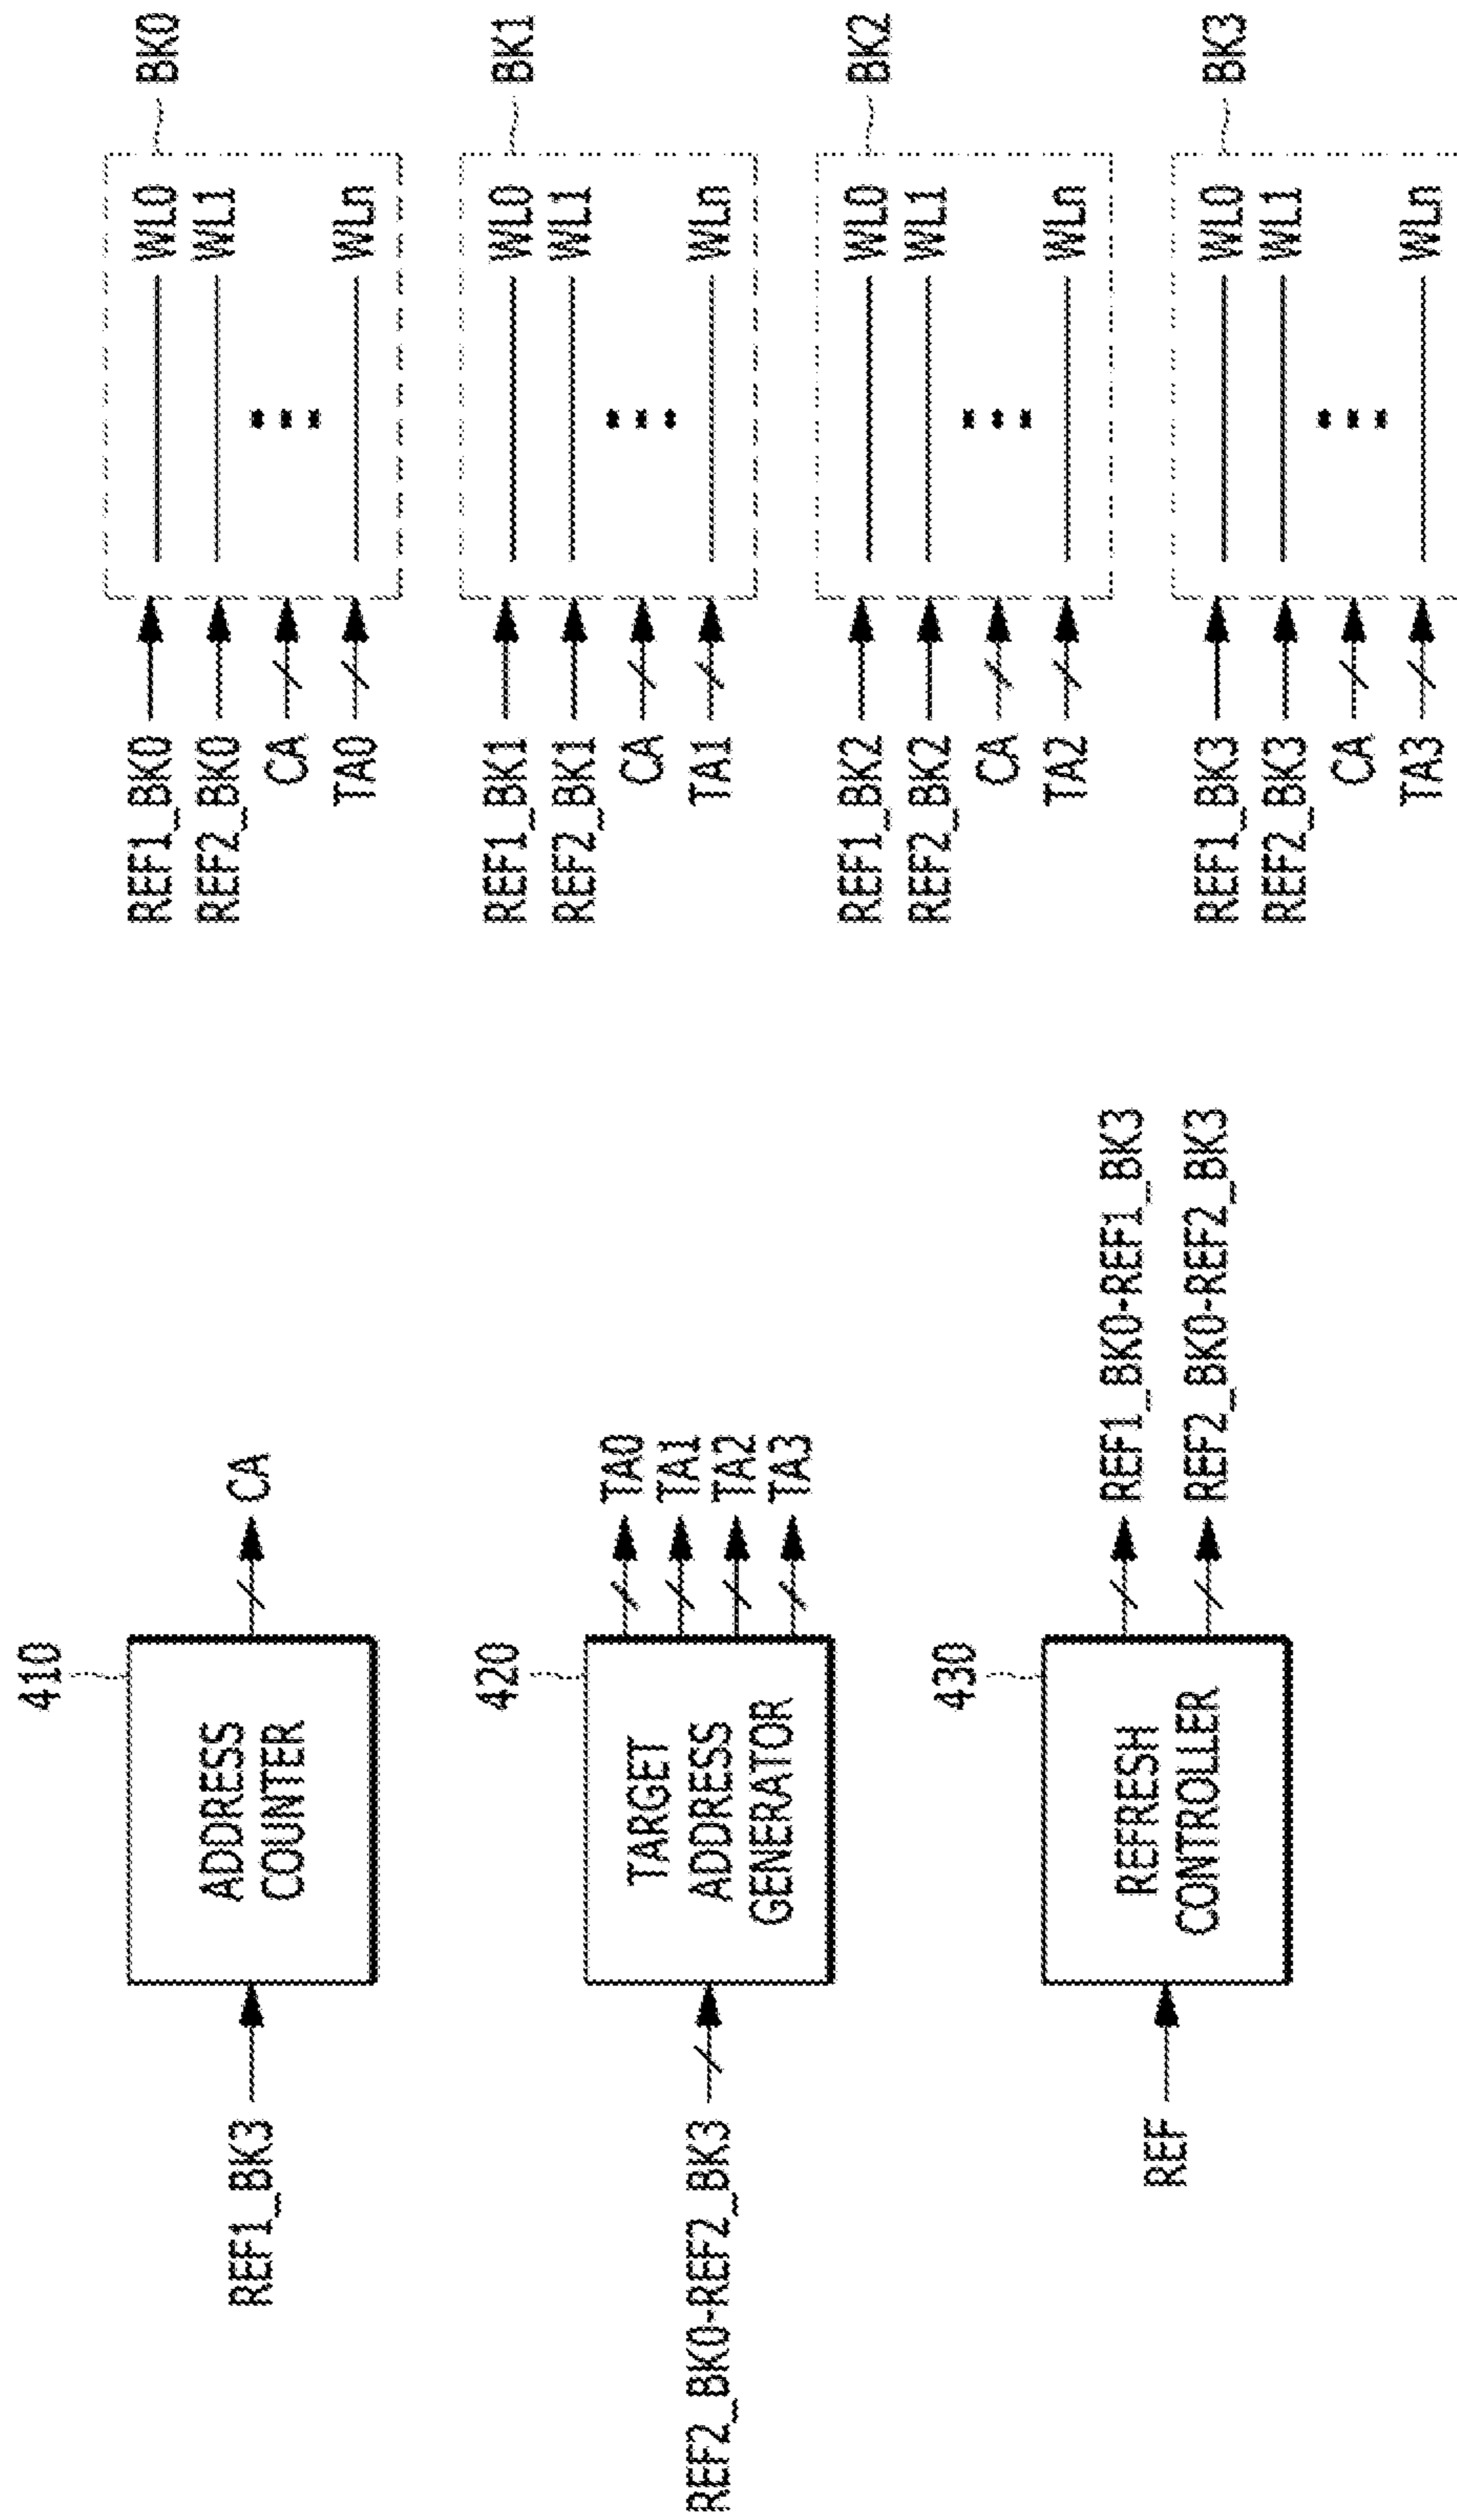 410
REF1_BK3
ADDRESS
COUNTER
CA
420
REF2_BK0-REF2_BK3
TARGET
ADDRESS
GENERATOR
TA0
TA1
TA2
TA3
430
REF
REFRESH
CONTROLLER
REF1_BK0-REF1_BK3
REF2_BK0-REF2_BK3
REF1_BK0
REF2_BK0
CA
TA0
WL0
WL1
WLn
BK0
REF1_BK1
REF2_BK1
CA
TA1
WL0
WL1
WLn
BK1
REF1_BK2
REF2_BK2
CA
TA2
WL0
WL1
WLn
BK2
REF1_BK3
REF2_BK3
CA
TA3
WL0
WL1
WLn
BK3